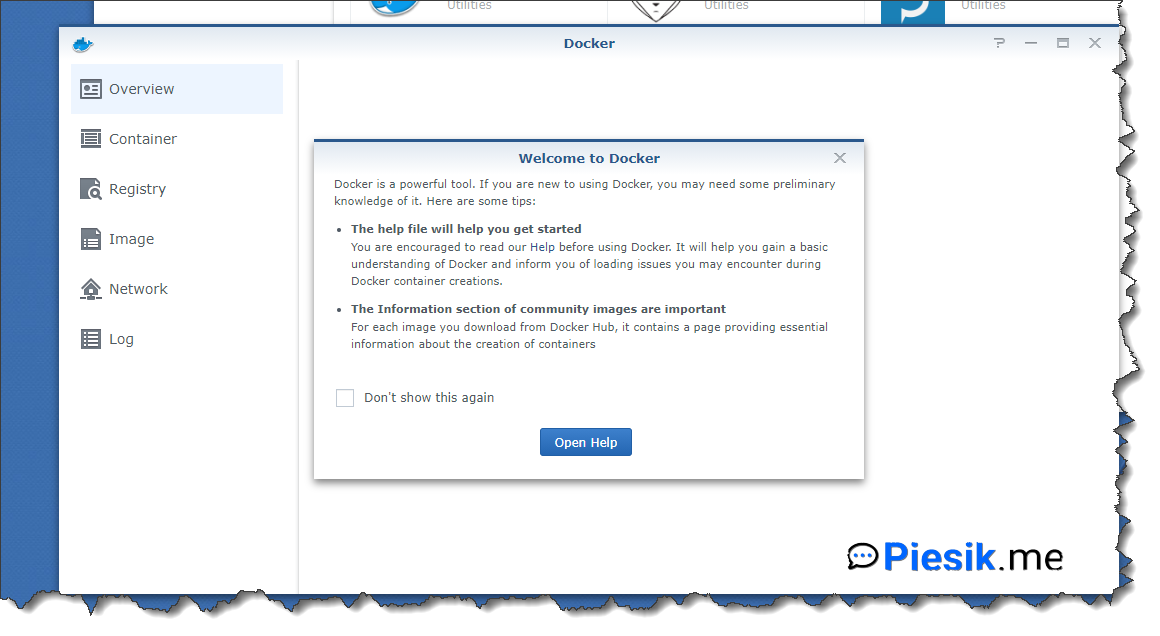 Utilities
Utilities
Utilities
Docker
Overview
Container
Registry
Image
Network
Log
Welcome to Docker
Docker is a powerful tool. If you are new to using Docker, you may need some preliminary
knowledge of it. Here are some tips:
• The help file will help you get started
You are encouraged to read our Help before using Docker. It will help you gain a basic
understanding of Docker and inform you of loading issues you may encounter during
Docker container creations.
• The Information section of community images are important
For each image you download from Docker Hub, it contains a page providing essential
information about the creation of containers
Don't show this again
Open Help
Piesik.me